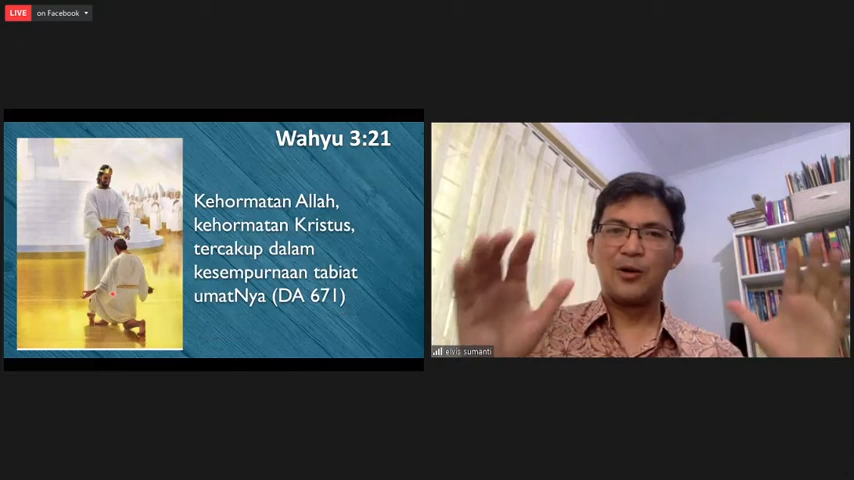 LIVE on Facebook
Wahyu 3:21
Kehormatan Allah,
kehormatan Kristus,
tercakup dalam
kesempurnaan tabiat
umatNya (DA 671)
elvis sumanti